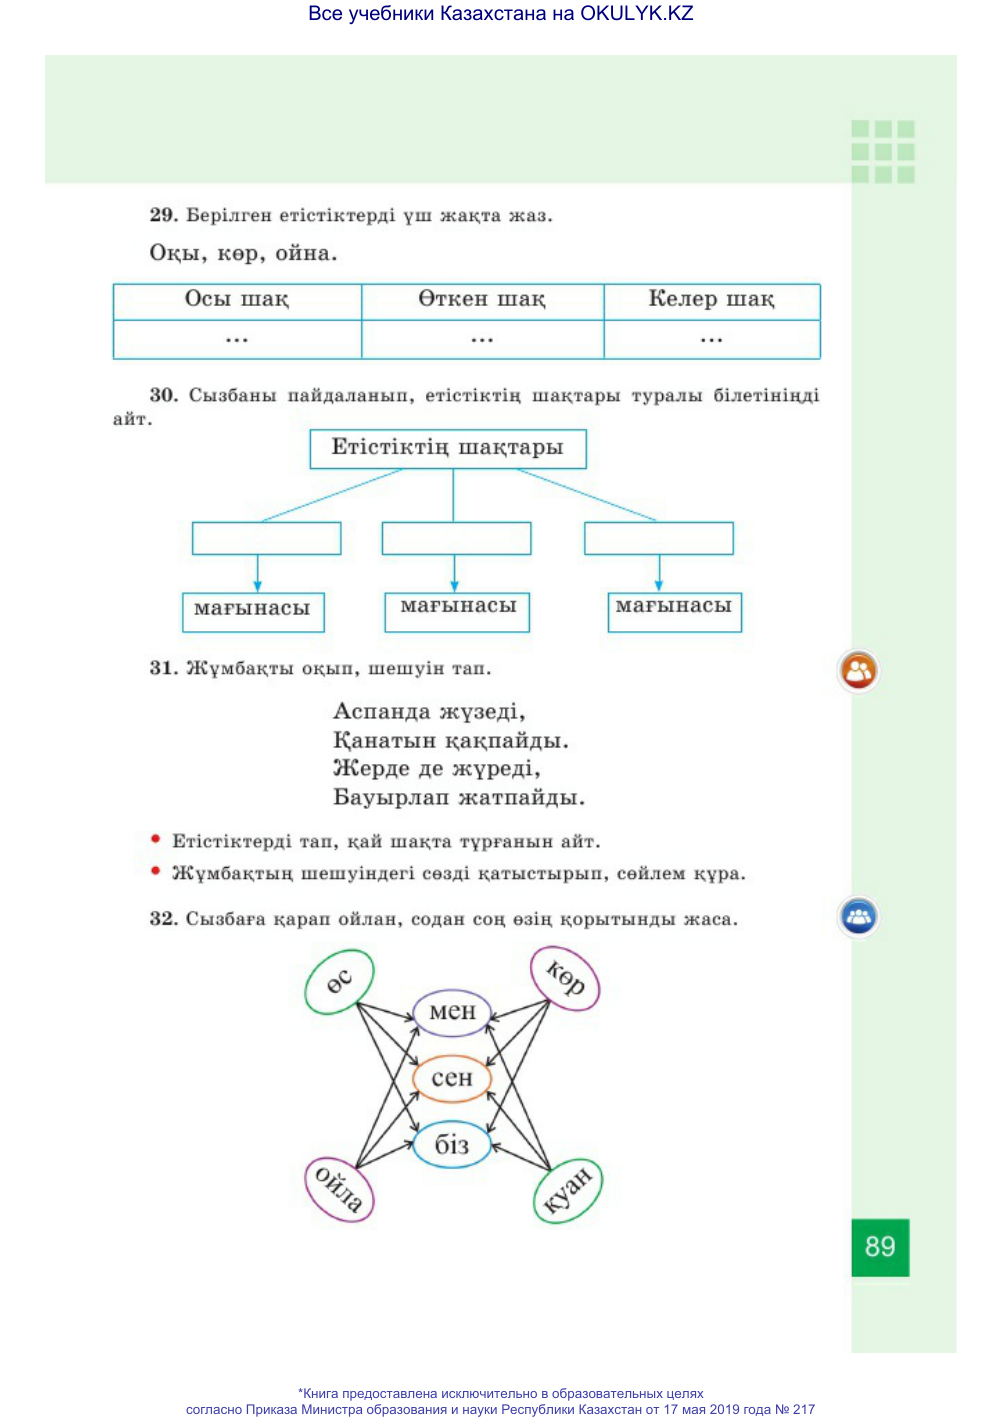 Все учебники Казахстана на OKULYK.KZ
29. Берілген етістіктерді үш жақта жаз.
Оқы, көр, ойна.
Осы шақ Өткен шақ Келер шақ
... ... ...
30. Сызбаны пайдаланып, етістіктің шақтары туралы білетініңді
айт.
Етістіктің шақтары
мағынасы мағынасы мағынасы
31. Жұмбақты оқып, шешуін тап.
Аспанда жүзеді,
Қанатын қақпайды.
Жерде де жүреді,
Бауырлап жатпайды.
• Етістіктерді тап, қай шақта тұрғанын айт.
• Жұмбақтың шешуіндегі сөзді қатыстырып, сөйлем құра.
32. Сызбаға қарап ойлан, содан соң өзің қорытынды жаса.
өс көр
мен
сен
біз
ойла қуан
89
*Книга предоставлена исключительно в образовательных целях
согласно Приказа Министра образования и науки Республики Казахстан от 17 мая 2019 года № 217